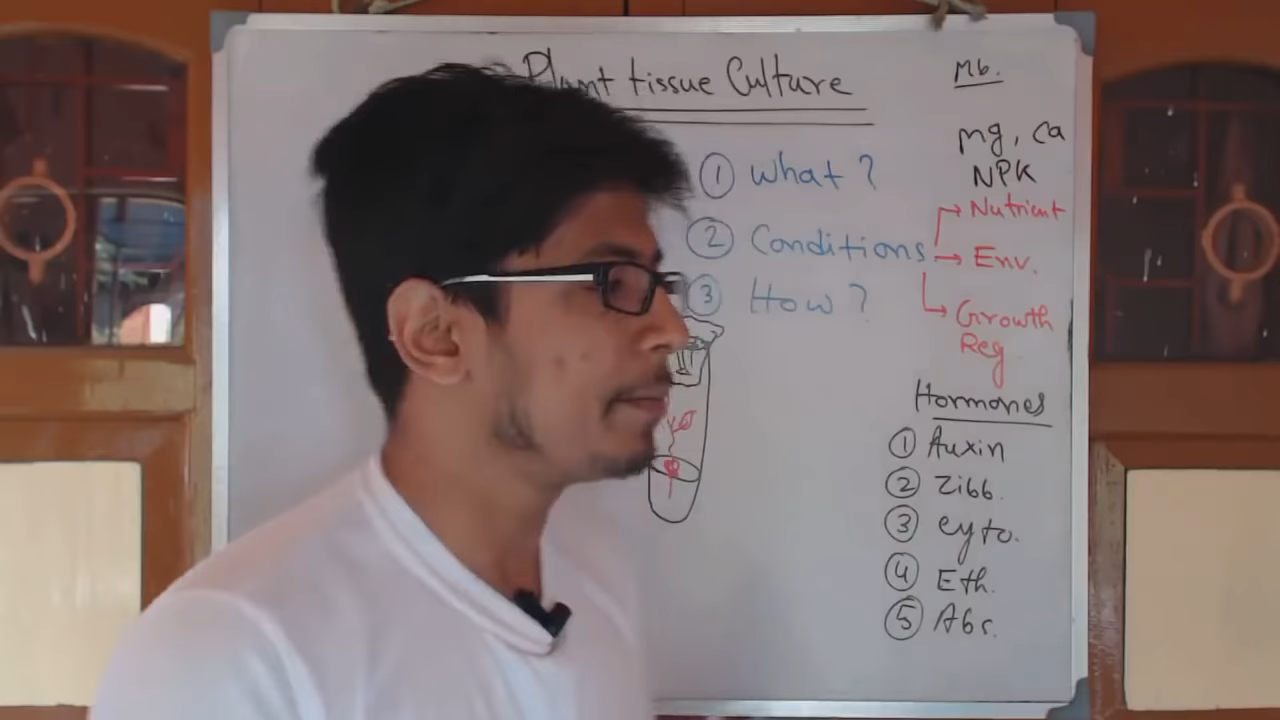 Plant tissue Culture
Mb.
① What ?
② Conditions
③ How ?
Mg, Ca
NPK
Nutrient
Env.
Growth
Reg
Hormones
① Auxin
② Zibb.
③ Cyto.
④ Eth.
⑤ Abs.